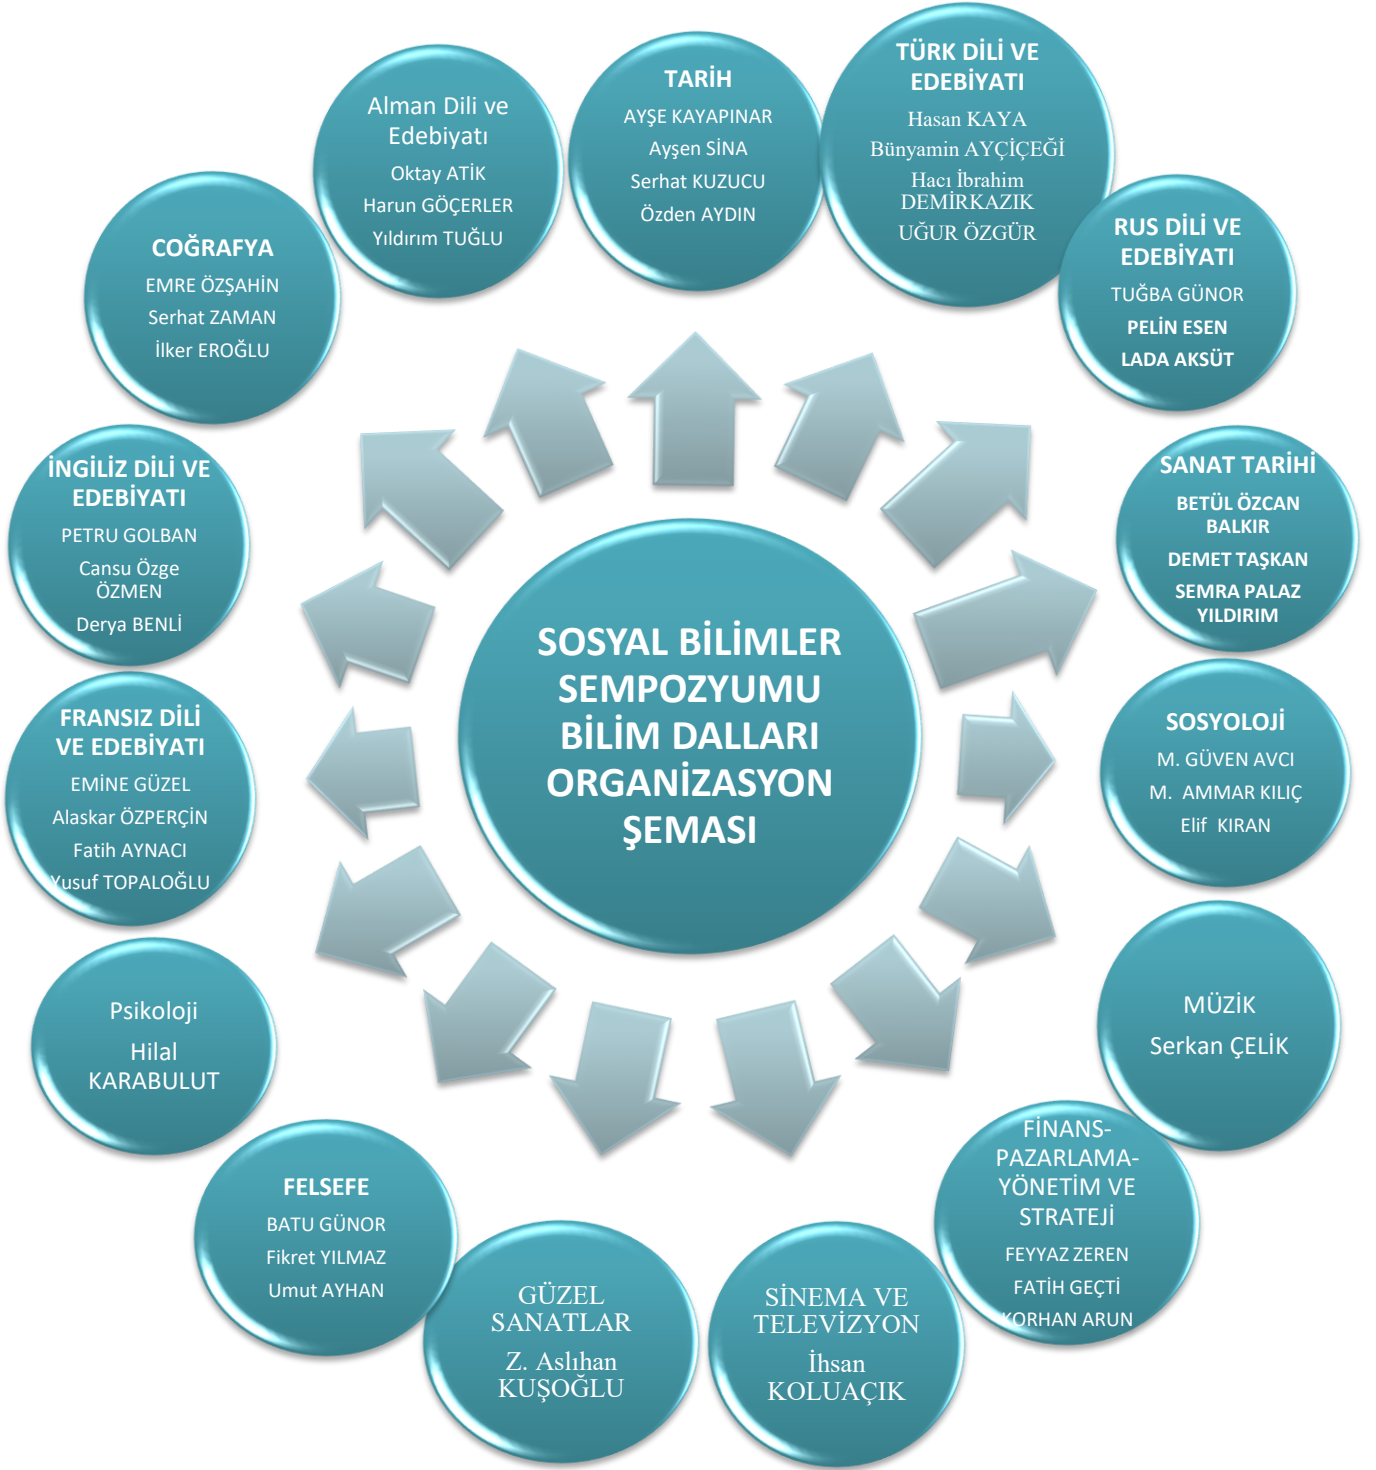 TÜRK DİLİ VE
EDEBİYATI
Hasan KAYA
Bünyamin AYÇİÇEĞİ
Hacı İbrahim
DEMİRKAZIK
UĞUR ÖZGÜR
TARİH
AYŞE KAYAPINAR
Ayşen SİNA
Serhat KUZUCU
Özden AYDIN
Alman Dili ve
Edebiyatı
Oktay ATİK
Harun GÖÇERLER
Yıldırım TUĞLU
RUS DİLİ VE
EDEBİYATI
TUĞBA GÜNOR
PELİN ESEN
LADA AKSÜT
COĞRAFYA
EMRE ÖZŞAHİN
Serhat ZAMAN
İlker EROĞLU
SANAT TARİHİ
BETÜL ÖZCAN
BALKIR
DEMET TAŞKAN
SEMRA PALAZ
YILDIRIM
İNGİLİZ DİLİ VE
EDEBİYATI
PETRU GOLBAN
Cansu Özge
ÖZMEN
Derya BENLİ
SOSYAL BİLİMLER
SEMPOZYUMU
BİLİM DALLARI
ORGANİZASYON
ŞEMASI
SOSYOLOJİ
M. GÜVEN AVCI
M.  AMMAR KILIÇ
Elif  KIRAN
FRANSIZ DİLİ
VE EDEBİYATI
EMİNE GÜZEL
Alaskar ÖZPERÇİN
Fatih AYNACI
Yusuf TOPALOĞLU
MÜZİK
Serkan ÇELİK
Psikoloji
Hilal
KARABULUT
FİNANS-
PAZARLAMA-
YÖNETİM VE
STRATEJİ
FEYYAZ ZEREN
FATİH GEÇTİ
KORHAN ARUN
FELSEFE
BATU GÜNOR
Fikret YILMAZ
Umut AYHAN
GÜZEL
SANATLAR
Z. Aslıhan
KUŞOĞLU
SİNEMA VE
TELEVİZYON
İhsan
KOLUAÇIK